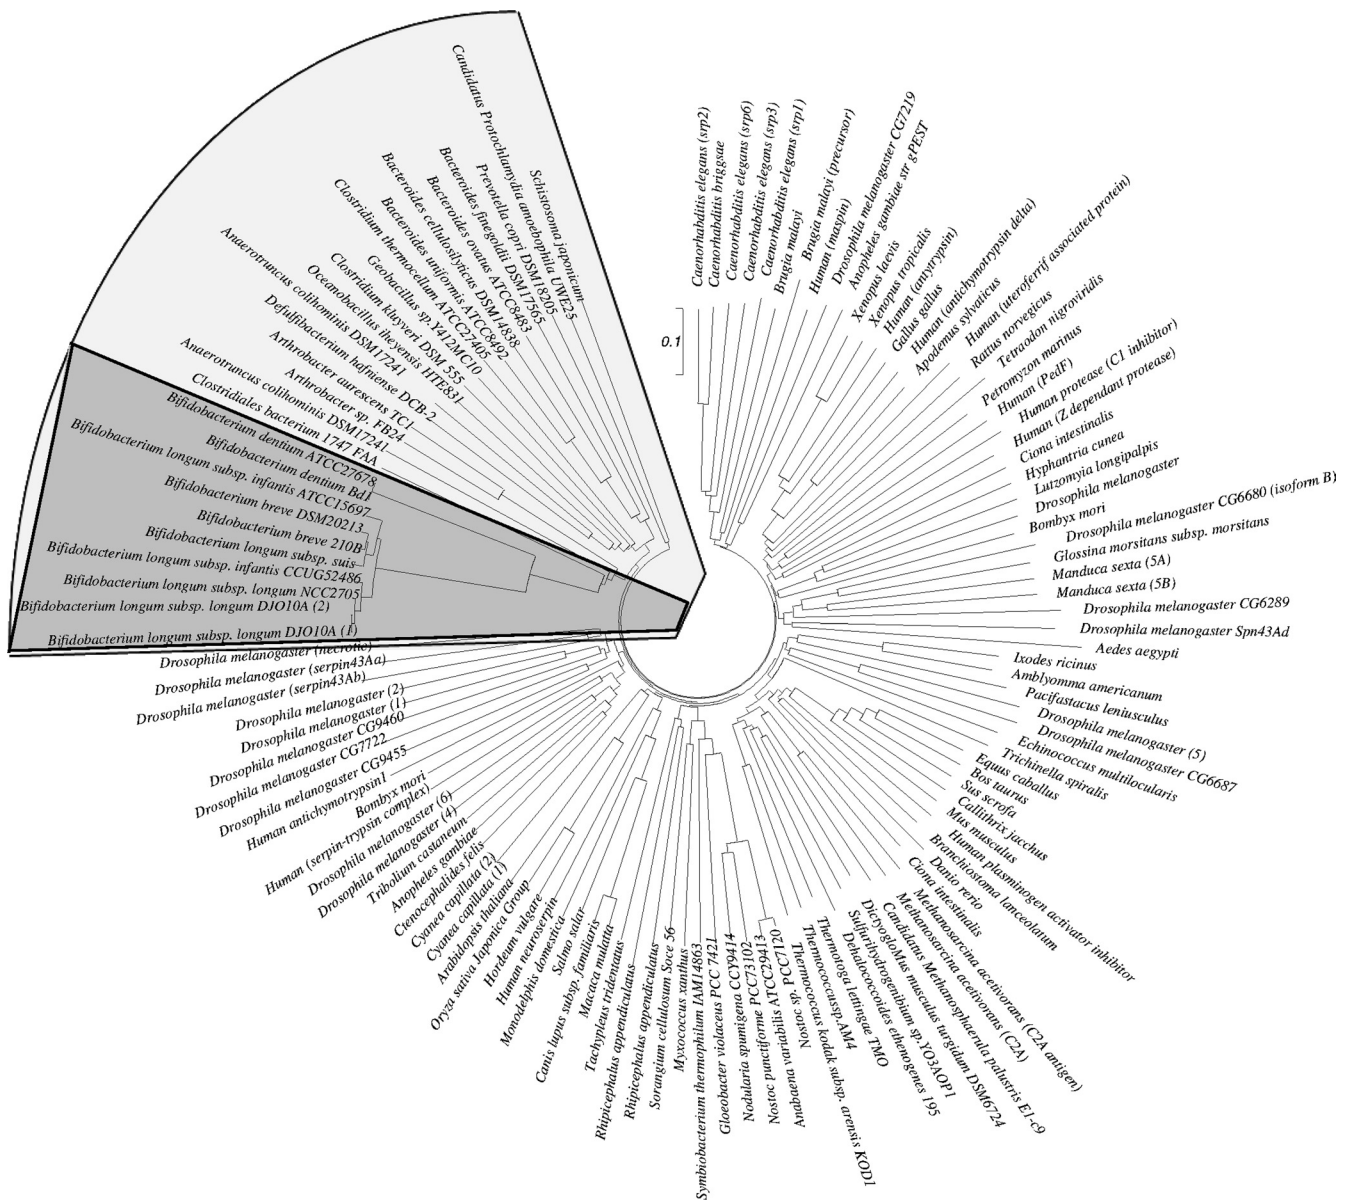 Candidatus Protochlamydia amoebophila UWE25
Schistosoma japonicum
Prevotella copri DSM18205
Bacteroides finegoldii DSM17565
Bacteroides ovatus ATCC8483
Bacteroides cellulosilyticus DSM14838
Bacteroides uniformis ATCC8492
Clostridium thermocellum ATCC27405
Geobacillus sp.Y412MC10
Clostridium kluyveri DSM 555
Oceanobacillus iheyensis HTE831
Anaerotruncus colihominis DSM17241
Defulfibacterium hafniense DCB-2
Arthrobacter aurescens TC1
Arthrobacter sp. FB24
Anaerotruncus colihominis DSM17241
Clostridiales bacterium 1747 FAA
Bifidobacterium dentium ATCC27678
Bifidobacterium dentium Bd1
Bifidobacterium longum subsp. infantis ATCC15697
Bifidobacterium breve DSM20213
Bifidobacterium breve 210B
Bifidobacterium longum subsp. suis
Bifidobacterium longum subsp. infantis CCUG52486
Bifidobacterium longum subsp. longum NCC2705
Bifidobacterium longum subsp. longum DJO10A (2)
Bifidobacterium longum subsp. longum DJO10A (1)
Drosophila melanogaster (necrotic)
Drosophila melanogaster (serpin43Aa)
Drosophila melanogaster (serpin43Ab)
Drosophila melanogaster (2)
Drosophila melanogaster (1)
Drosophila melanogaster CG9460
Drosophila melanogaster CG7722
Drosophila melanogaster CG9455
Human antichymotrypsin1
Bombyx mori
Human (serpin-trypsin complex)
Drosophila melanogaster (6)
Drosophila melanogaster (4)
Tribolium castaneum
Anopheles gambiae
Ctenocephalides felis
Cyanea capillata (2)
Cyanea capillata (1)
Arabidopsis thaliana
Oryza sativa Japonica Group
Hordeum vulgare
Human neuroserpin
Monodelphis domestica
Salmo salar
Canis lupus subsp. familiaris
Macaca mulatta
Tachypleus tridentatus
Rhipicephalus appendiculatus
Rhipicephalus appendiculatus
Sorangium cellulosum Soce 56
Myxococcus xanthus
Symbiobacterium thermophilum IAM14863
Gloeobacter violaceus PCC 7421
Nodularia spumigena CCY9414
Nostoc punctiforme PCC73102
Anabaena variabilis ATCC29413
Nostoc sp. PCC7120
Thermococcus kodak subsp. arensis KOD1
Thermococcussp.AM4
Thermotoga lettingae TMO
Dehalococcoides ethenogenes 195
Sulfurihydrogenibium sp.YO3AOP1
DictyogloMus musculus turgidum DSM6724
Candidatus Methanosphaerula palustris E1-c9
Methanosarcina acetivorans (C2A)
Methanosarcina acetivorans (C2A antigen)
Ciona intestinalis
Danio rerio
Branchiostoma lanceolatum
Human plasminogen activator inhibitor
Mus musculus
Callithrix jacchus
Sus scrofa
Bos taurus
Equus caballus
Trichinella spiralis
Echinococcus multilocularis
Drosophila melanogaster CG6687
Drosophila melanogaster (5)
Pacifastacus leniusculus
Amblyomma americanum
Ixodes ricinus
Aedes aegypti
Drosophila melanogaster Spn43Ad
Drosophila melanogaster CG6289
Manduca sexta (5B)
Manduca sexta (5A)
Glossina morsitans subsp. morsitans
Drosophila melanogaster CG6680 (isoform B)
Bombyx mori
Drosophila melanogaster
Lutzomyia longipalpis
Hyphantria cunea
Ciona intestinalis
Human (Z dependant protease)
Human protease (C1 inhibitor)
Human (PedF)
Petromyzon marinus
Tetraodon nigroviridis
Rattus norvegicus
Human (uteroferrif associated protein)
Apodemus sylvaticus
Human (antichymotrypsin delta)
Gallus gallus
Human (antytrypsin)
Xenopus tropicalis
Xenopus laevis
Anopheles gambiae str gPEST
Drosophila melanogaster CG7219
Human (maspin)
Brugia malayi (precursor)
Brugia malayi
Caenorhabditis elegans (srp1)
Caenorhabditis elegans (srp3)
Caenorhabditis elegans (srp6)
Caenorhabditis briggsae
Caenorhabditis elegans (srp2)
0.1